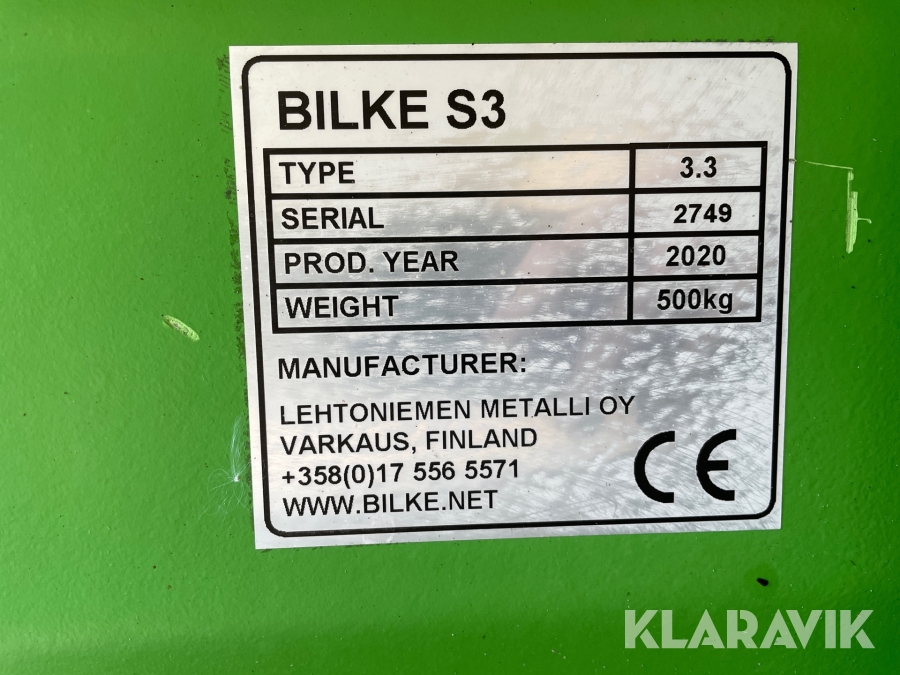 BILKE S3
TYPE 3.3
SERIAL 2749
PROD. YEAR 2020
WEIGHT 500kg
MANUFACTURER:
LEHTONIEMEN METALLI OY
VARKAUS, FINLAND
+358(0)17 556 5571
WWW.BILKE.NET
CE
KLARAVIK